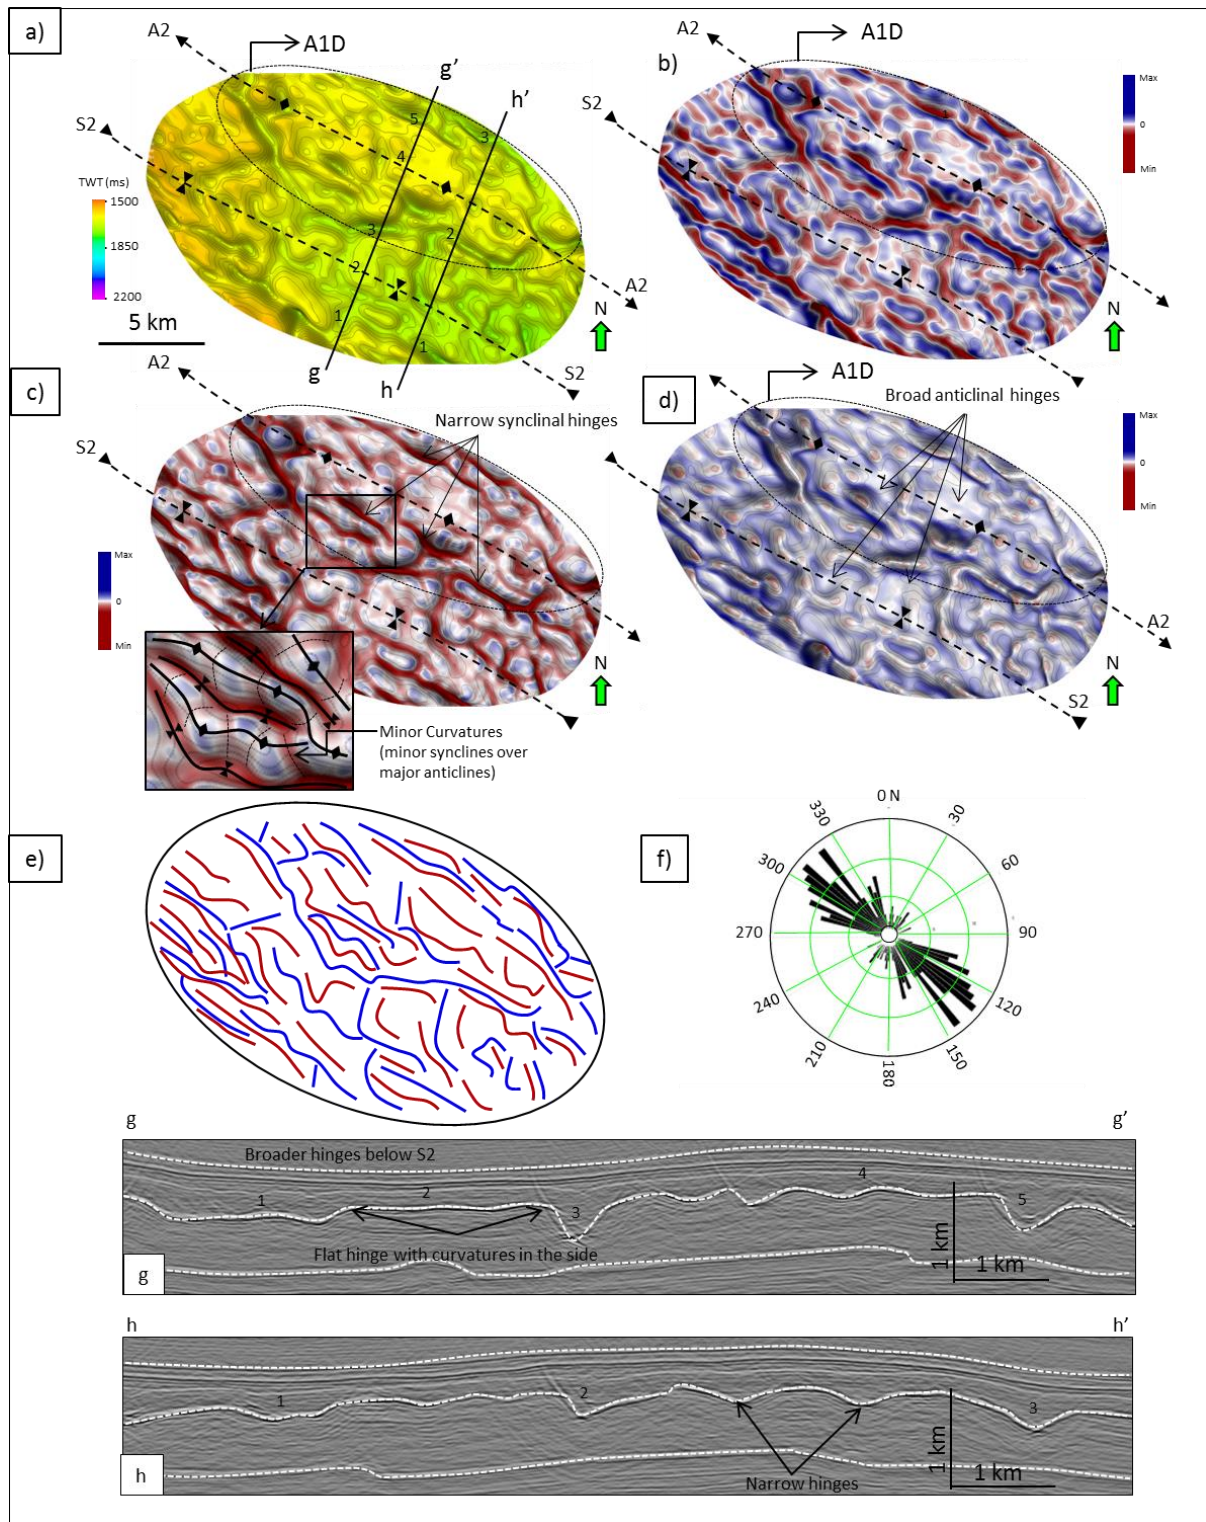 a)
A2
A1D
g'
h'
S2
5
3
4
TWT (ms)
1500
1850
2200
3
2
2
1
1
5 km
g
h
A2
S2
N
b)
A2
A1D
S2
Max
0
Min
N
c)
A2
S2
Narrow synclinal hinges
Max
0
Min
N
Minor Curvatures
(minor synclines over
major anticlines)
d)
A1D
Broad anticlinal hinges
Max
0
Min
A2
S2
N
e)
f)
0 N
30
60
90
120
150
180
210
240
270
300
330
g
g’
Broader hinges below S2
1
2
3
4
5
Flat hinge with curvatures in the side
1 km
1 km
g
h
h’
1
2
3
Narrow hinges
1 km
1 km
h